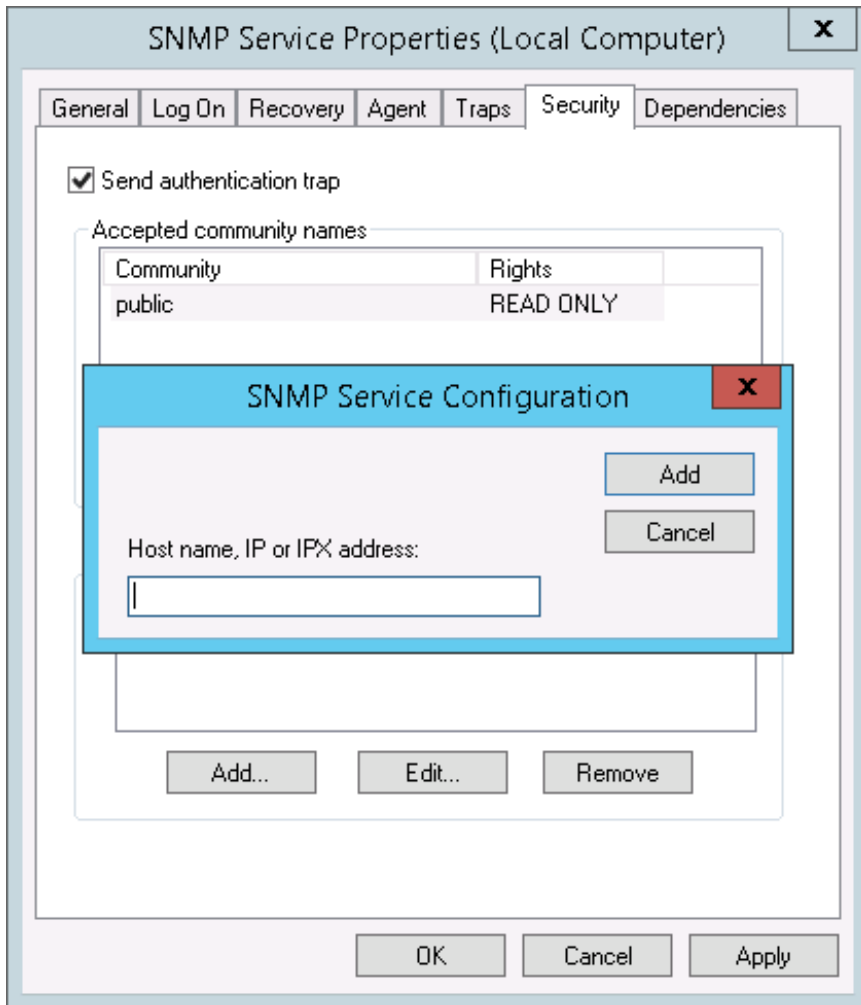 SNMP Service Properties (Local Computer)
x
General Log On Recovery Agent Traps Security Dependencies
Send authentication trap
Accepted community names
Community Rights
public READ ONLY
SNMP Service Configuration
x
Add
Cancel
Host name, IP or IPX address:
Add... Edit... Remove
OK Cancel Apply